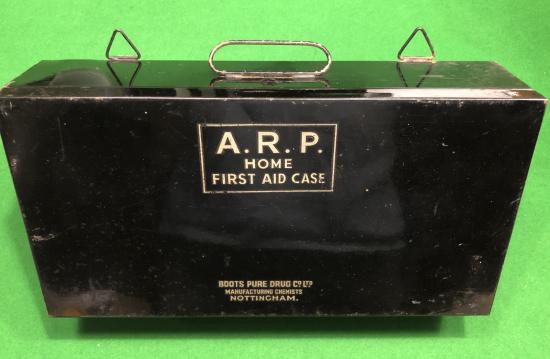 A.R.P.
HOME
FIRST AID CASE
BOOTS PURE DRUG CO LTD
MANUFACTURING CHEMISTS
NOTTINGHAM.